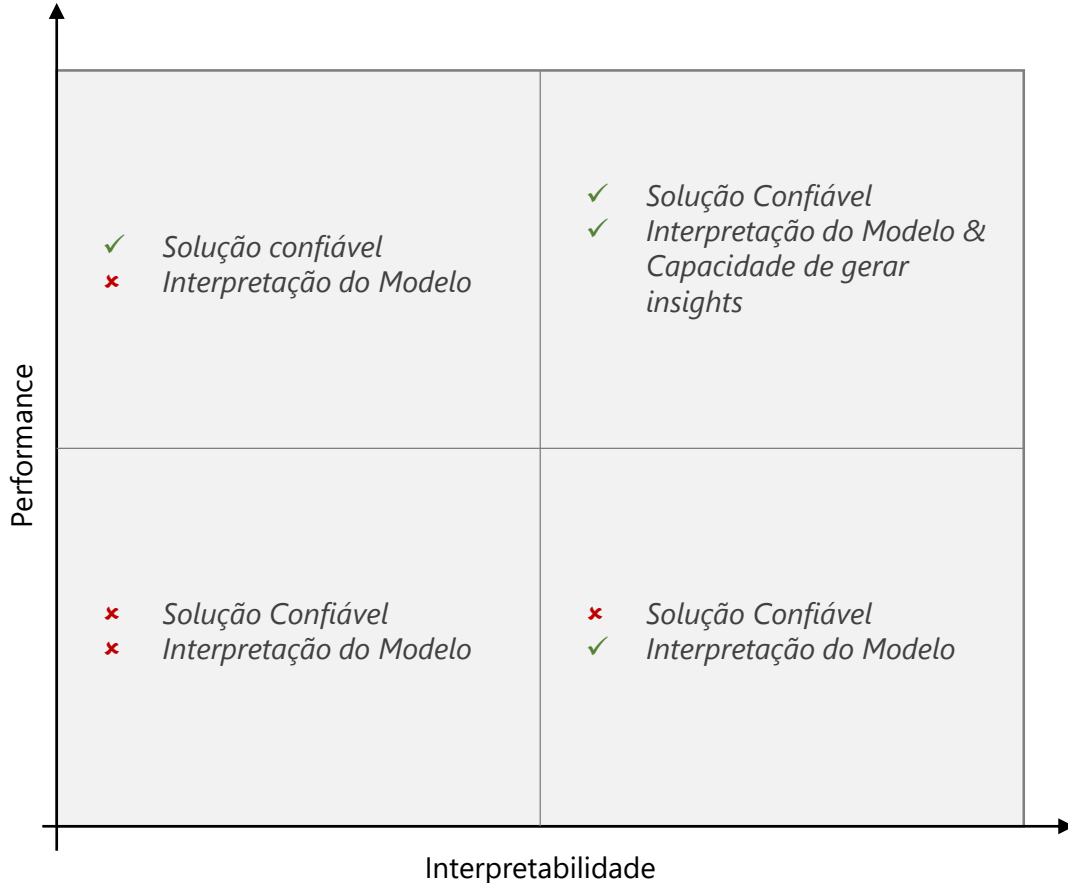 Solução confiável
Interpretação do Modelo
Solução Confiável
Interpretação do Modelo &
Capacidade de gerar
insights
Performance
Solução Confiável
Interpretação do Modelo
Solução Confiável
Interpretação do Modelo
Interpretabilidade